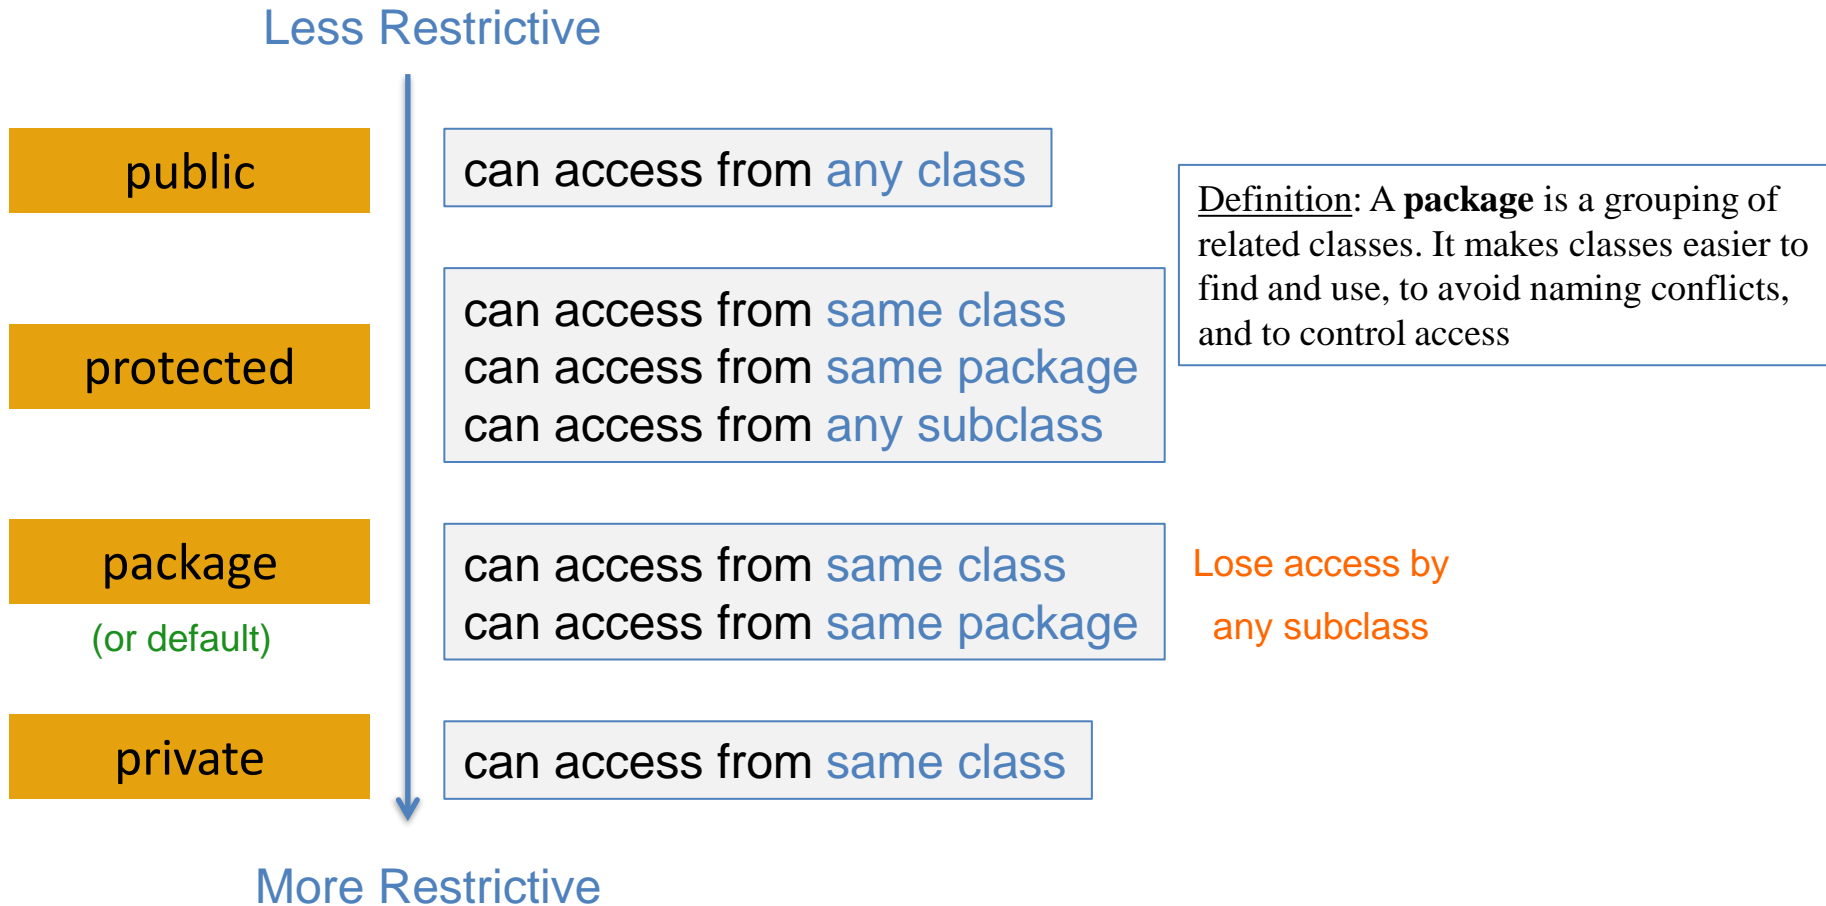 Less Restrictive
public
can access from any class
Definition: A package is a grouping of
related classes. It makes classes easier to
find and use, to avoid naming conflicts,
and to control access
protected
can access from same class
can access from same package
can access from any subclass
package
(or default)
can access from same class
can access from same package
Lose access by
any subclass
private
can access from same class
More Restrictive